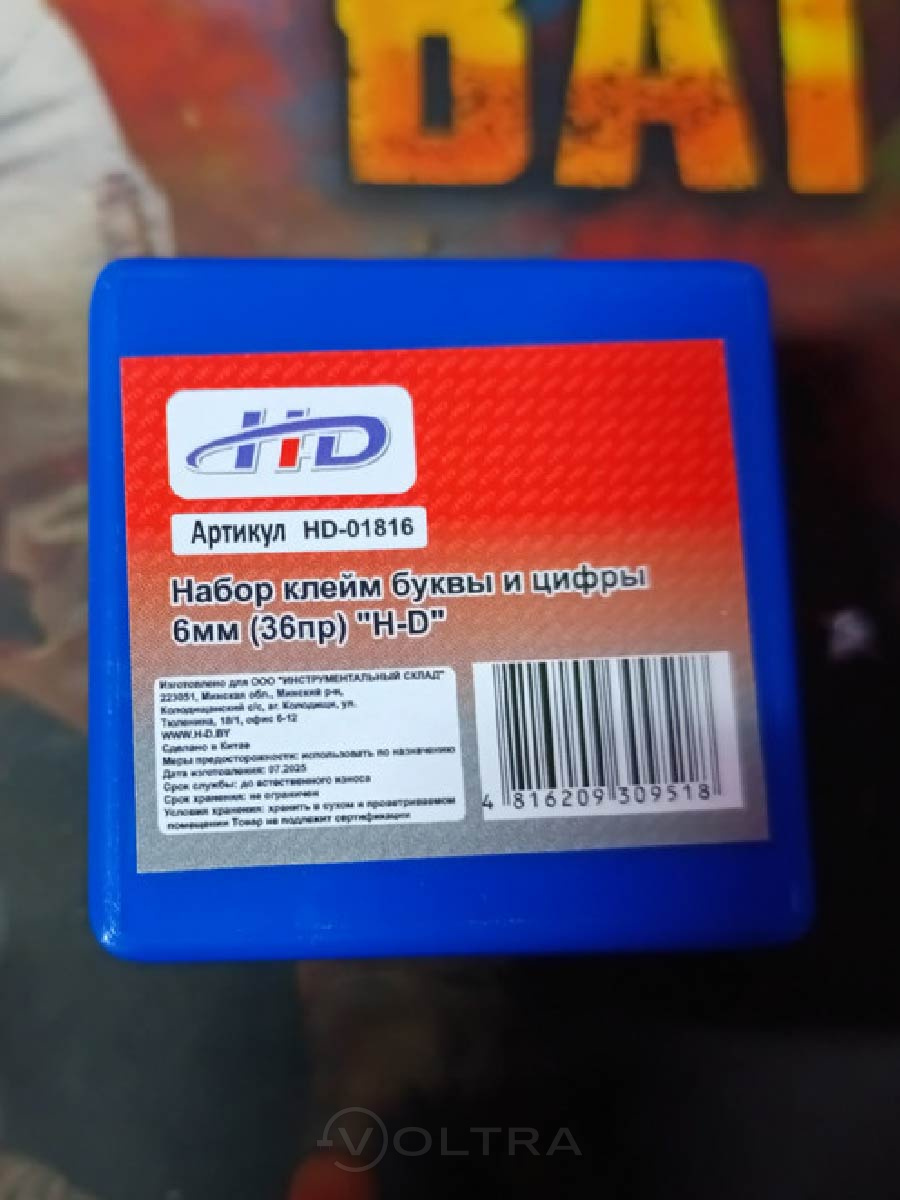 BAT
HD
Артикул HD-01816
Набор клейм буквы и цифры
6мм (36пр) "H-D"
Изготовлено для ООО "ИНСТРУМЕНТАЛЬНЫЙ СКЛАД"
223051, Минская обл., Минский р-н,
Колодищанский с/с, аг. Колодищи, ул.
Тюленина, 18/1, офис 6-12
WWW.H-D.BY
Сделано в Китае
Меры предосторожности: использовать по назначению
Дата изготовления: 07.2025
Срок службы: до естественного износа
Срок хранения: не ограничен
Условия хранения: хранить в сухом и проветриваемом
помещении Товар не подлежит сертификации
4 816209 309518
VOLTRA